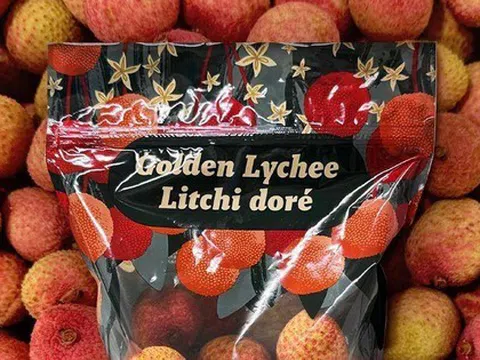 Golden Lychee
Litchi doré